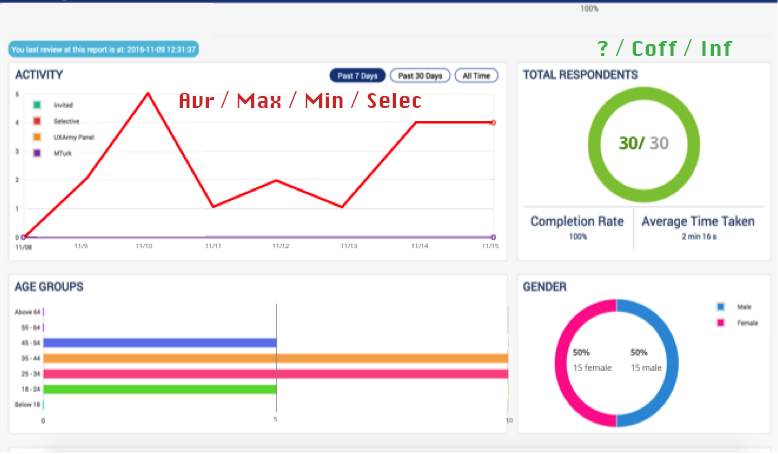 100%
You last review at this report is at: 2016-11-09 12:31:37
? / Coff / Inf
ACTIVITY
Past 7 Days
Past 30 Days
All Time
TOTAL RESPONDENTS
Avr / Max / Min / Selec
5
Invited
4
Selective
UXArmy Panel
3
MTurk
2
1
0
11/08
11/9
11/10
11/11
11/12
11/13
11/14
11/15
30/ 30
Completion Rate
Average Time Taken
100%
2 min 16 s
AGE GROUPS
Above 64
55 - 64
45 - 54
35 - 44
25 - 34
18 - 24
Below 18
0
5
10
GENDER
Male
Female
50%
15 female
50%
15 male